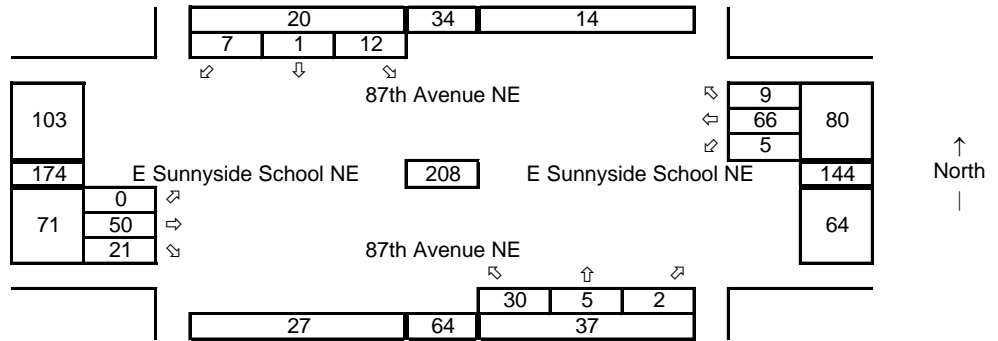 20 34 14
7 1 12
87th Avenue NE
9
103 66 80
5
174 E Sunnyside School NE 208 E Sunnyside School NE 144
0
71 50 64
21
87th Avenue NE
30 5 2
27 64 37
↑
North
|